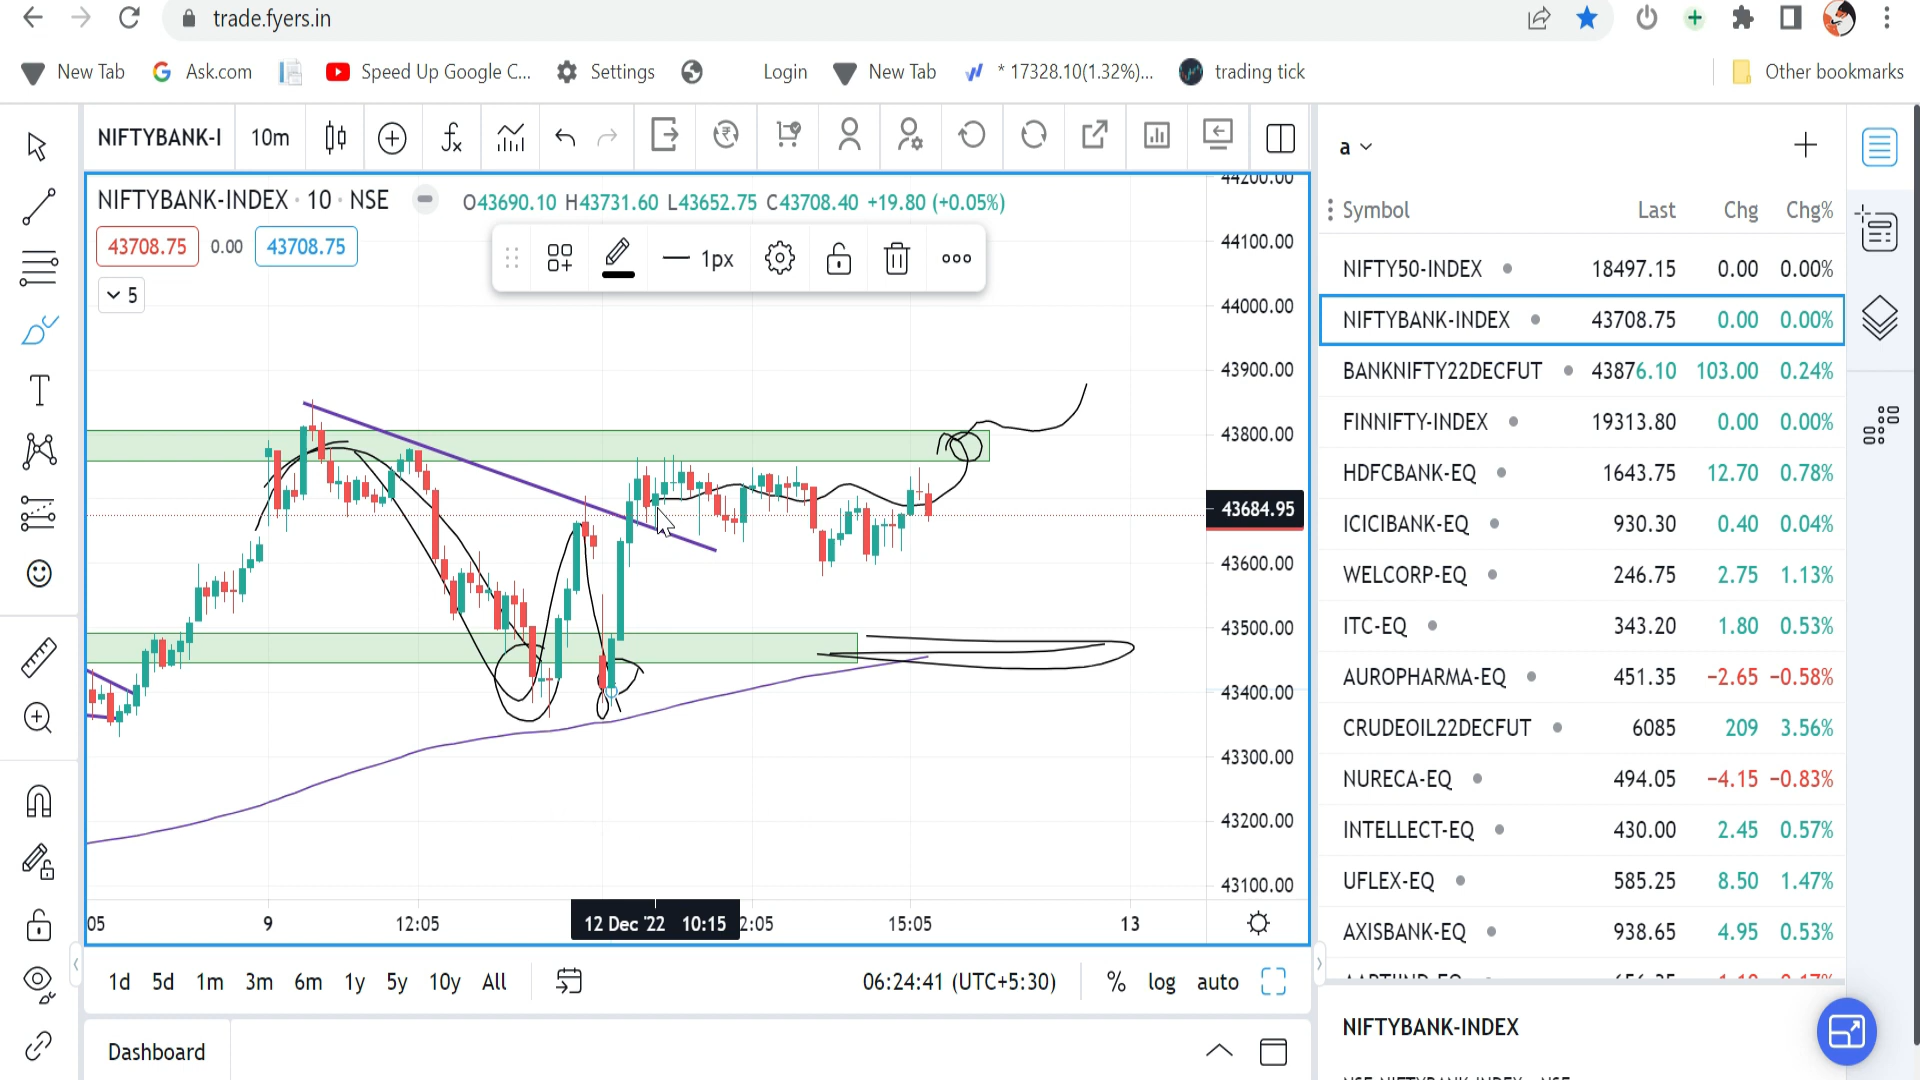 trade.fyers.in
New Tab Ask.com Speed Up Google C... Settings Login New Tab * 17328.10(1.32%)... trading tick Other bookmarks
NIFTYBANK-I 10m
NIFTYBANK-INDEX · 10 · NSE O43690.10 H43731.60 L43652.75 C43708.40 +19.80 (+0.05%)
43708.75 0.00 43708.75
1px
5
44200.00
44100.00
44000.00
43900.00
43800.00
43684.95
43600.00
43500.00
43400.00
43300.00
43200.00
43100.00
05 9 12:05 12 Dec '22 10:15 2:05 15:05 13
1d 5d 1m 3m 6m 1y 5y 10y All 06:24:41 (UTC+5:30) % log auto
Dashboard
a
Symbol Last Chg Chg%
NIFTY50-INDEX 18497.15 0.00 0.00%
NIFTYBANK-INDEX 43708.75 0.00 0.00%
BANKNIFTY22DECFUT 43876.10 103.00 0.24%
FINNIFTY-INDEX 19313.80 0.00 0.00%
HDFCBANK-EQ 1643.75 12.70 0.78%
ICICIBANK-EQ 930.30 0.40 0.04%
WELCORP-EQ 246.75 2.75 1.13%
ITC-EQ 343.20 1.80 0.53%
AUROPHARMA-EQ 451.35 −2.65 −0.58%
CRUDEOIL22DECFUT 6085 209 3.56%
NURECA-EQ 494.05 −4.15 −0.83%
INTELLECT-EQ 430.00 2.45 0.57%
UFLEX-EQ 585.25 8.50 1.47%
AXISBANK-EQ 938.65 4.95 0.53%
NIFTYBANK-INDEX